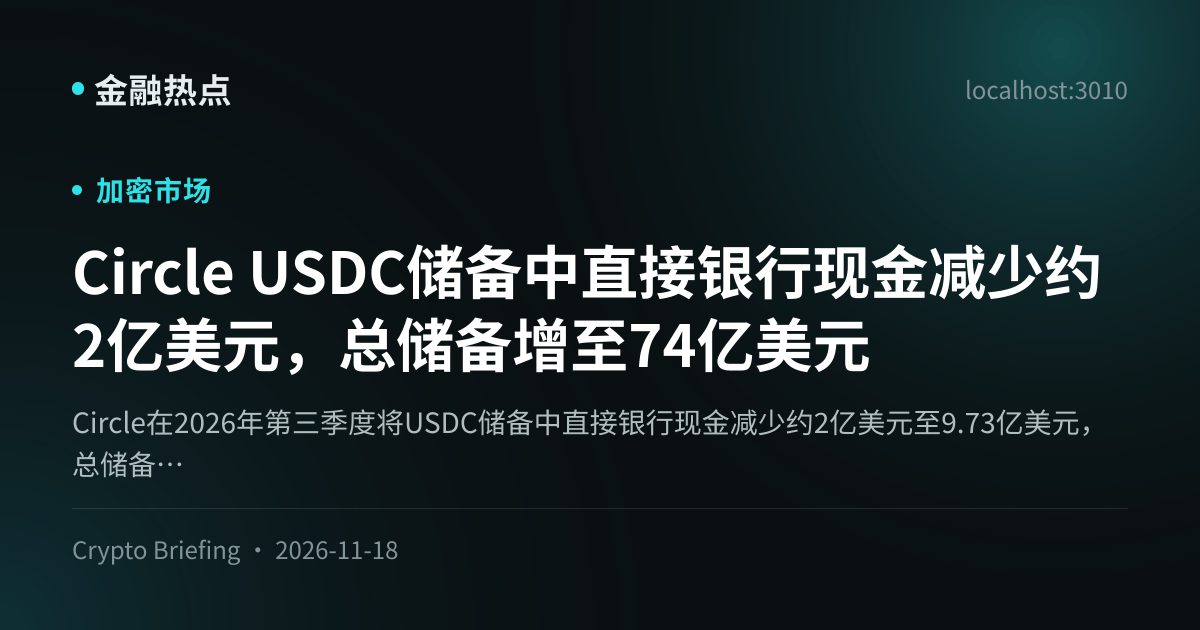 金融热点
localhost:3010
加密市场
Circle USDC储备中直接银行现金减少约
2亿美元，总储备增至74亿美元
Circle在2026年第三季度将USDC储备中直接银行现金减少约2亿美元至9.73亿美元，
总储备…
Crypto Briefing · 2026-11-18